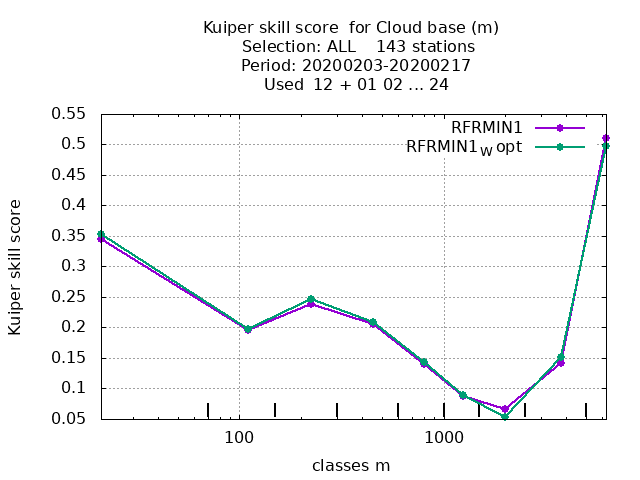 Kuiper skill score  for Cloud base (m)
Selection: ALL    143 stations
Period: 20200203-20200217
Used  12 + 01 02 ... 24
RFRMIN1
RFRMIN1w opt
Kuiper skill score
0.55
0.5
0.45
0.4
0.35
0.3
0.25
0.2
0.15
0.1
0.05
100
1000
classes m